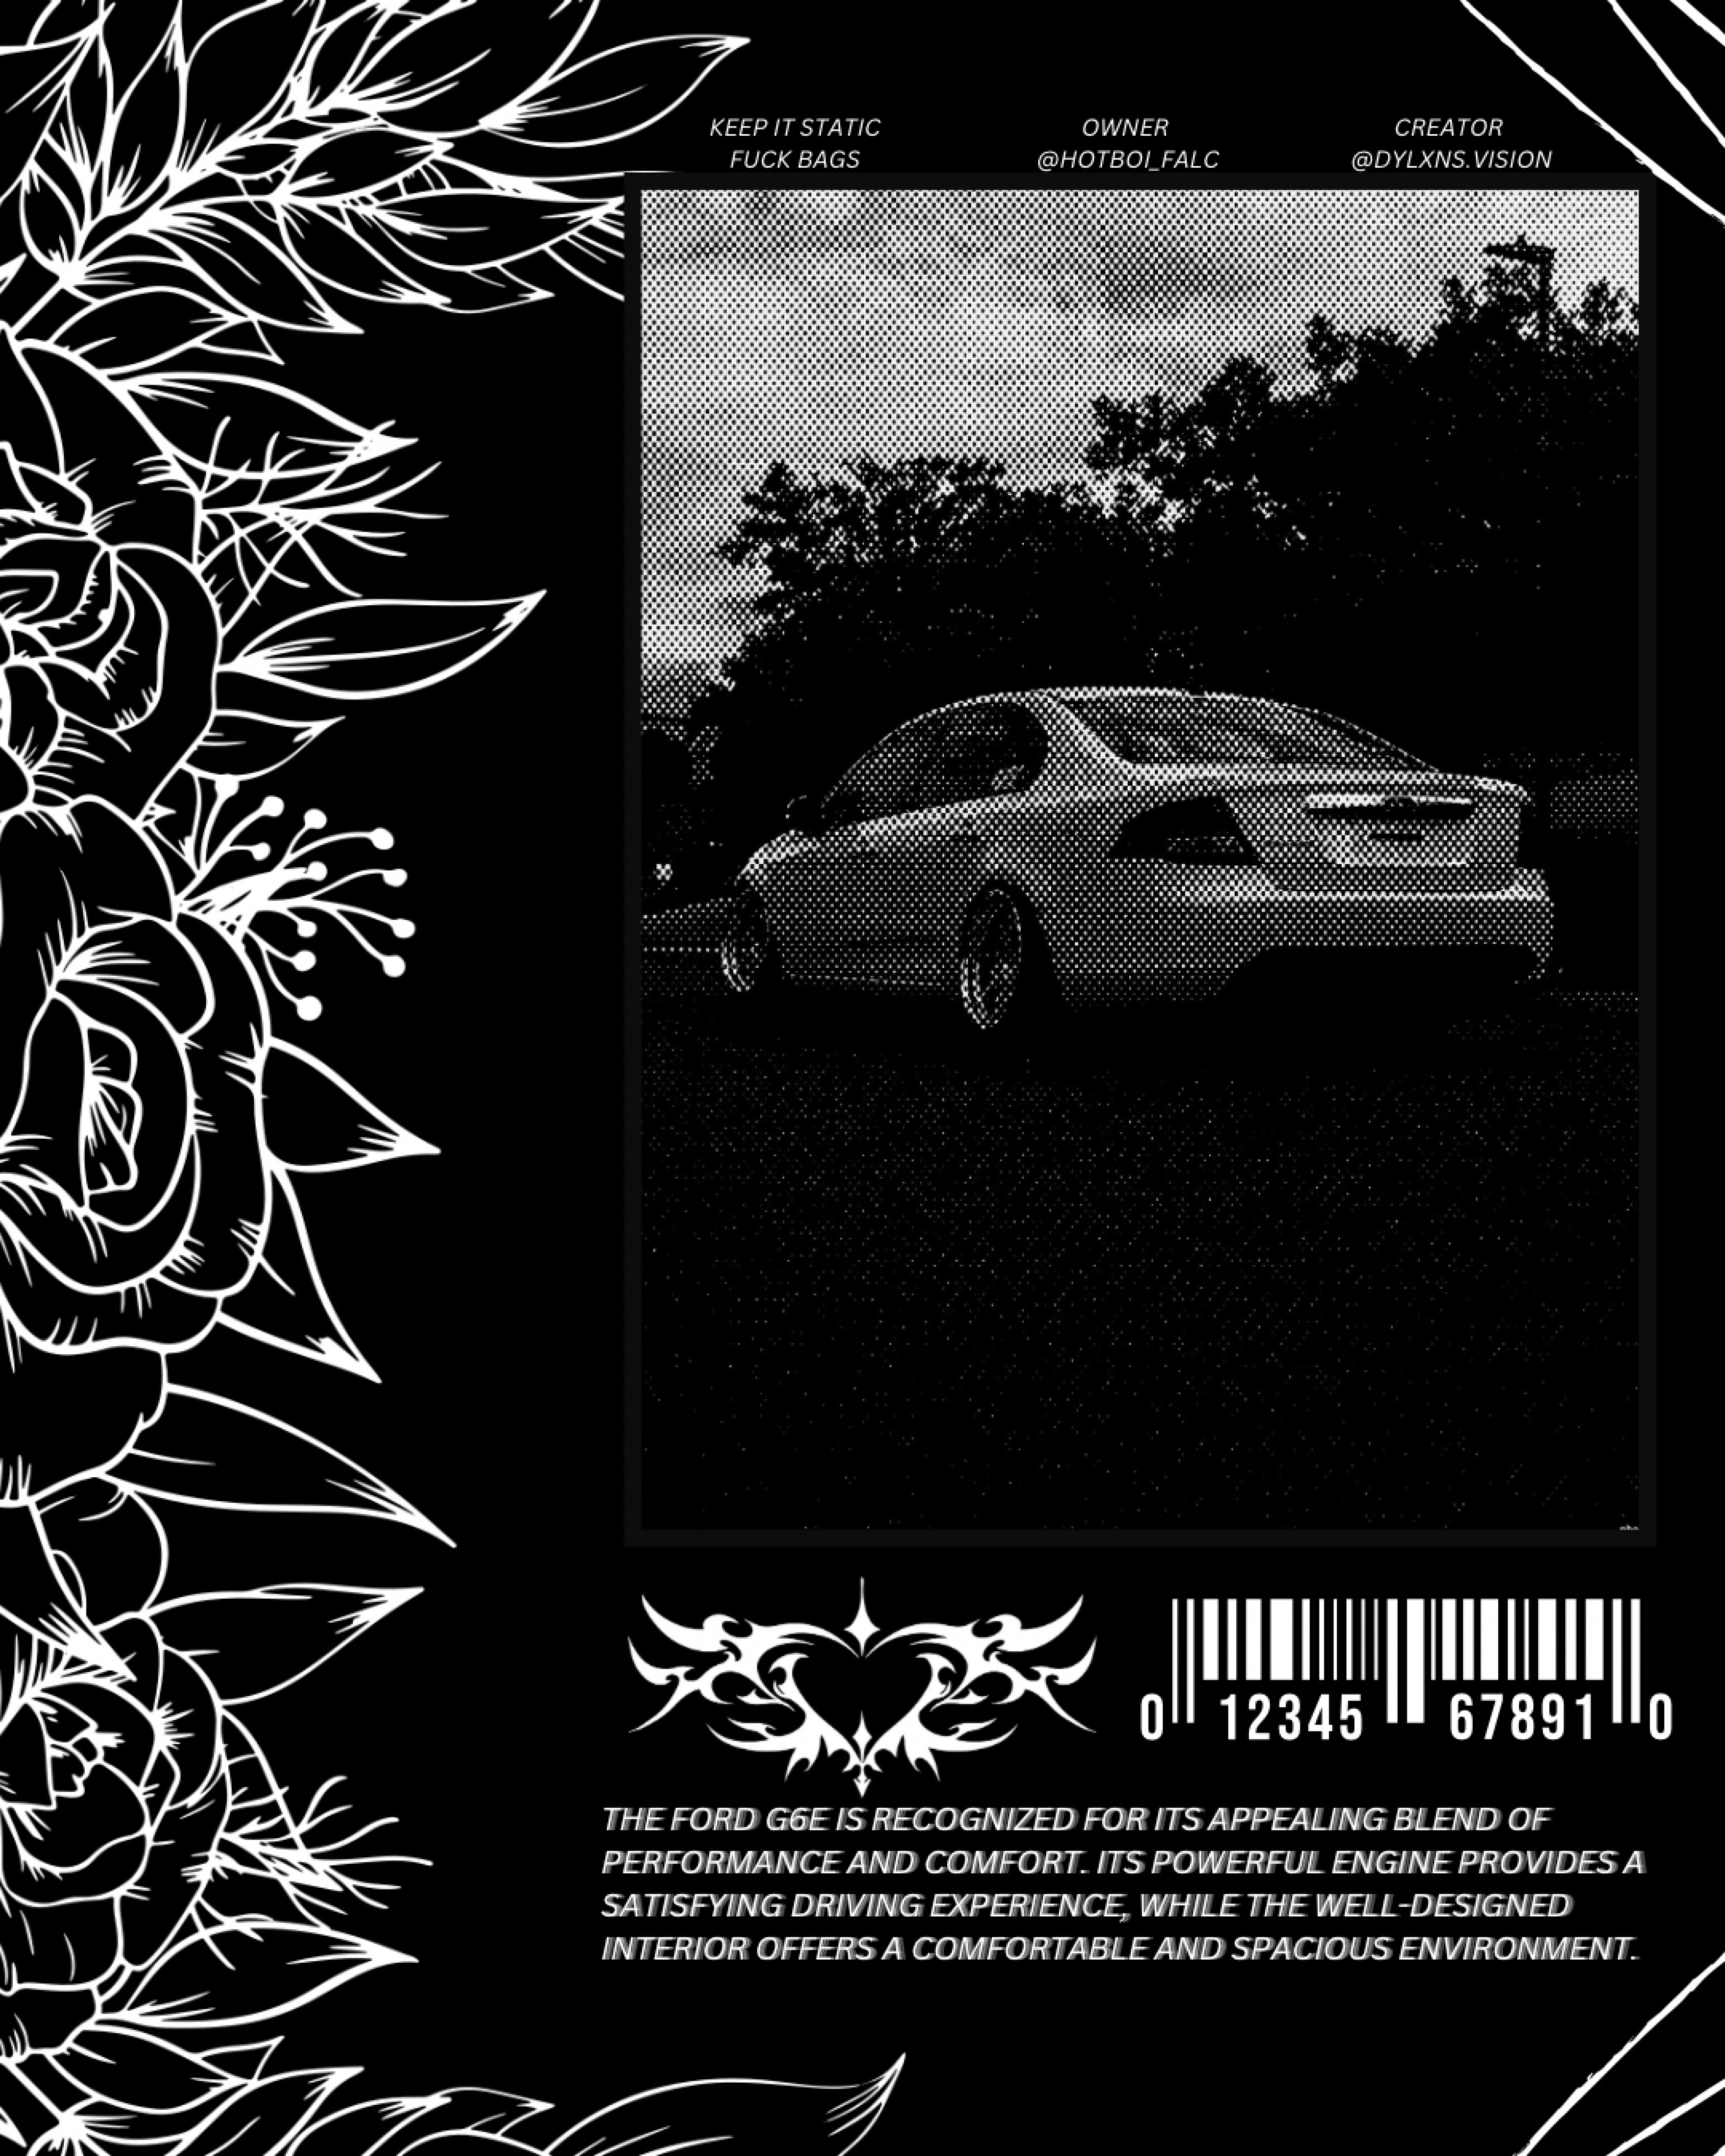 KEEP IT STATIC
FUCK BAGS
OWNER
@HOTBOI_FALC
CREATOR
@DYLXNS.VISION
0 12345 67891 0
THE FORD G6E IS RECOGNIZED FOR ITS APPEALING BLEND OF
PERFORMANCE AND COMFORT. ITS POWERFUL ENGINE PROVIDES A
SATISFYING DRIVING EXPERIENCE, WHILE THE WELL-DESIGNED
INTERIOR OFFERS A COMFORTABLE AND SPACIOUS ENVIRONMENT.